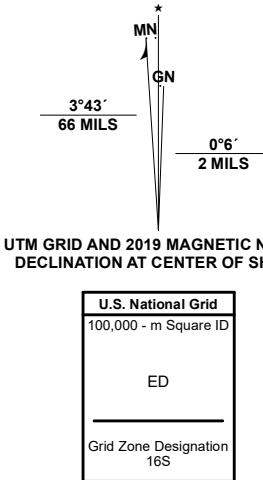 MN
GN
3°43´
66 MILS
0°6´
2 MILS
UTM GRID AND 2019 MAGNETIC N
DECLINATION AT CENTER OF SH
U.S. National Grid
100,000 - m Square ID
ED
Grid Zone Designation
16S